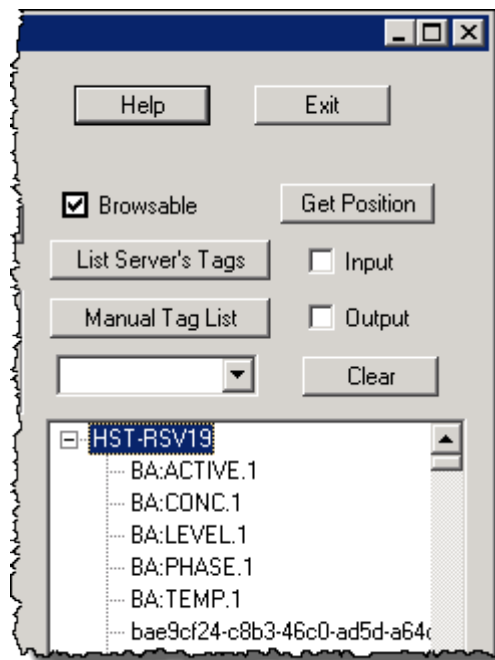 Help Exit
Browsable Get Position
List Server's Tags Input
Manual Tag List Output
Clear
HST-RSV19
BA:ACTIVE.1
BA:CONC.1
BA:LEVEL.1
BA:PHASE.1
BA:TEMP.1
bae9cf24-c8b3-46c0-ad5d-a64c